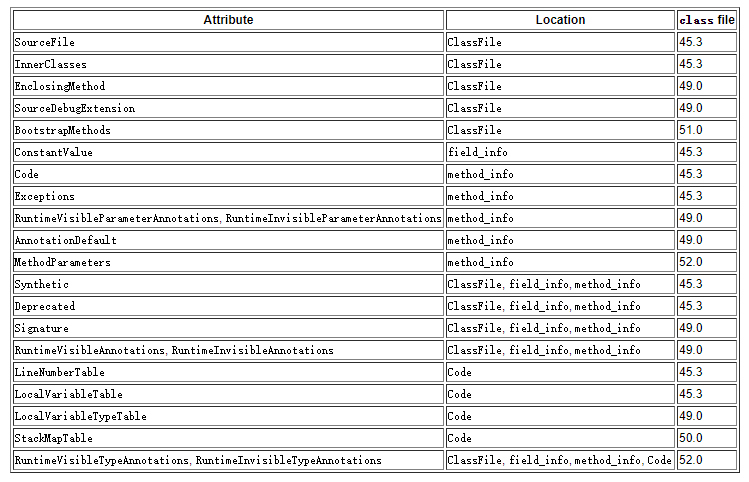 Attribute Location class file
SourceFile ClassFile 45.3
InnerClasses ClassFile 45.3
EnclosingMethod ClassFile 49.0
SourceDebugExtension ClassFile 49.0
BootstrapMethods ClassFile 51.0
ConstantValue field_info 45.3
Code method_info 45.3
Exceptions method_info 45.3
RuntimeVisibleParameterAnnotations, RuntimeInvisibleParameterAnnotations method_info 49.0
AnnotationDefault method_info 49.0
MethodParameters method_info 52.0
Synthetic ClassFile, field_info, method_info 45.3
Deprecated ClassFile, field_info, method_info 45.3
Signature ClassFile, field_info, method_info 49.0
RuntimeVisibleAnnotations, RuntimeInvisibleAnnotations ClassFile, field_info, method_info 49.0
LineNumberTable Code 45.3
LocalVariableTable Code 45.3
LocalVariableTypeTable Code 49.0
StackMapTable Code 50.0
RuntimeVisibleTypeAnnotations, RuntimeInvisibleTypeAnnotations ClassFile, field_info, method_info, Code 52.0